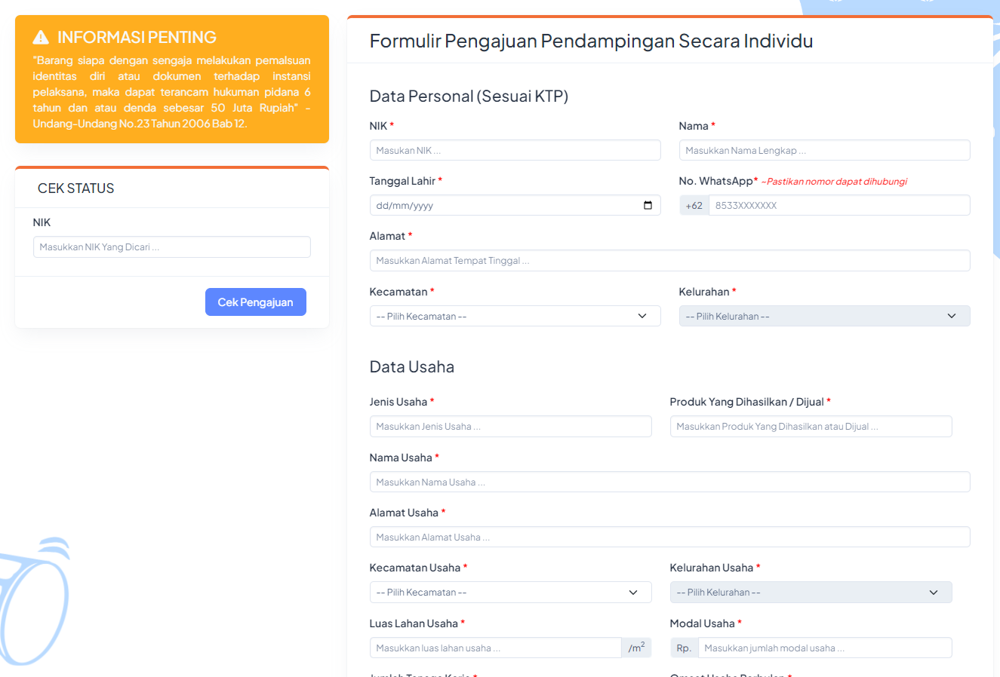 INFORMASI PENTING
"Barang siapa dengan sengaja melakukan pemalsuan
identitas diri atau dokumen terhadap instansi
pelaksana, maka dapat terancam hukuman pidana 6
tahun dan atau denda sebesar 50 Juta Rupiah" -
Undang-Undang No.23 Tahun 2006 Bab 12.
CEK STATUS
NIK
Masukkan NIK Yang Dicari ...
Cek Pengajuan
Formulir Pengajuan Pendampingan Secara Individu
Data Personal (Sesuai KTP)
NIK * Nama *
Masukan NIK ... Masukkan Nama Lengkap ...
Tanggal Lahir * No. WhatsApp* ~Pastikan nomor dapat dihubungi
dd/mm/yyyy +62 8533XXXXXXX
Alamat *
Masukkan Alamat Tempat Tinggal ...
Kecamatan * Kelurahan *
-- Pilih Kecamatan -- -- Pilih Kelurahan --
Data Usaha
Jenis Usaha * Produk Yang Dihasilkan / Dijual *
Masukkan Jenis Usaha ... Masukkan Produk Yang Dihasilkan atau Dijual ...
Nama Usaha *
Masukkan Nama Usaha ...
Alamat Usaha *
Masukkan Alamat Usaha ...
Kecamatan Usaha * Kelurahan Usaha *
-- Pilih Kecamatan -- -- Pilih Kelurahan --
Luas Lahan Usaha * Modal Usaha *
Masukkan luas lahan usaha ... /m² Rp. Masukkan jumlah modal usaha ...